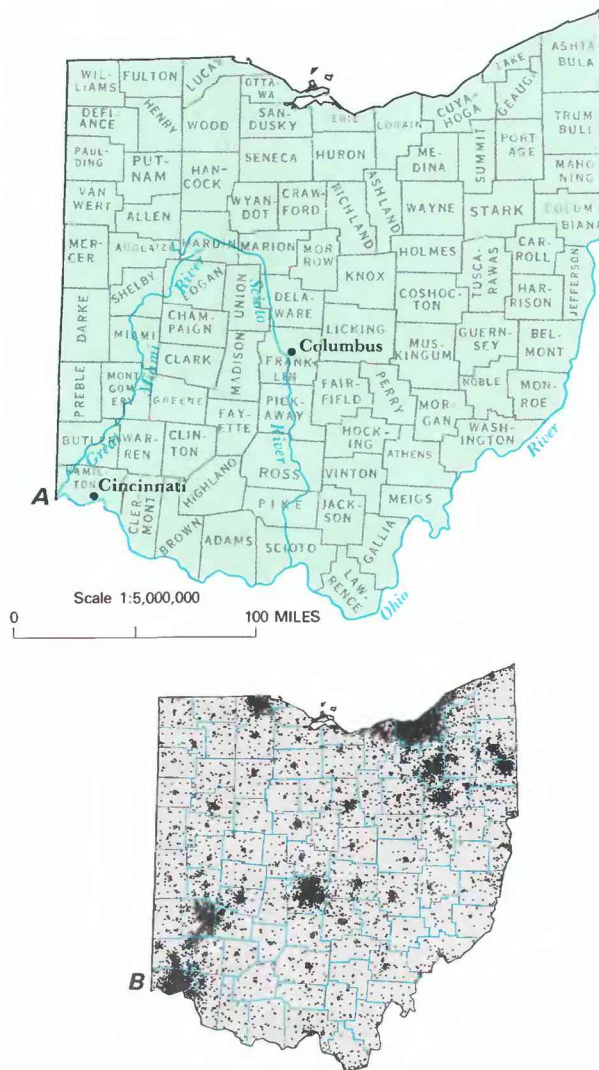 WIL-
LIAMS
FULTON
LUCAS
OTTA-
WA
LAKE
ASHTA
BULA
GEAUGA
CUYA-
HOGA
DEFI-
ANCE
HENRY
WOOD
SAN-
DUSKY
ERIE
LORAIN
TRUM
BULL
PAUL-
DING
PUT-
NAM
HAN-
COCK
SENECA
HURON
ME-
DINA
SUMMIT
PORT
AGE
MAHO
NING
VAN
WERT
ALLEN
WYAN-
DOT
CRAW-
FORD
RICHLAND
ASHLAND
WAYNE
STARK
COLUM
BIANA
MER-
CER
AUGLAIZE
HARDIN
MARION
MOR
ROW
HOLMES
CAR-
ROLL
JEFFERSON
SHELBY
River
LOGAN
UNION
Scioto
DELA-
WARE
KNOX
COSHOC-
TON
TUSCA-
RAWAS
HAR-
RISON
DARKE
MIAMI
CHAM-
PAIGN
LICKING
MUS-
KINGUM
GUERN-
SEY
BEL-
MONT
Columbus
CLARK
MADISON
FRANK-
LIN
Miami
PREBLE
MONT
GOM-
ERY
GREENE
FAY-
ETTE
PICK-
AWAY
FAIR-
FIELD
PERRY
MOR-
GAN
NOBLE
MON-
ROE
BUTLER
Great
WAR-
REN
CLIN-
TON
River
HOCK-
ING
ATHENS
WASH-
INGTON
River
A
HAMIL
TON
Cincinnati
HIGHLAND
ROSS
VINTON
MEIGS
CLER-
MONT
BROWN
ADAMS
PIKE
SCIOTO
JACK-
SON
GALLIA
LAW-
RENCE
Ohio
Scale 1:5,000,000
0 100 MILES
B